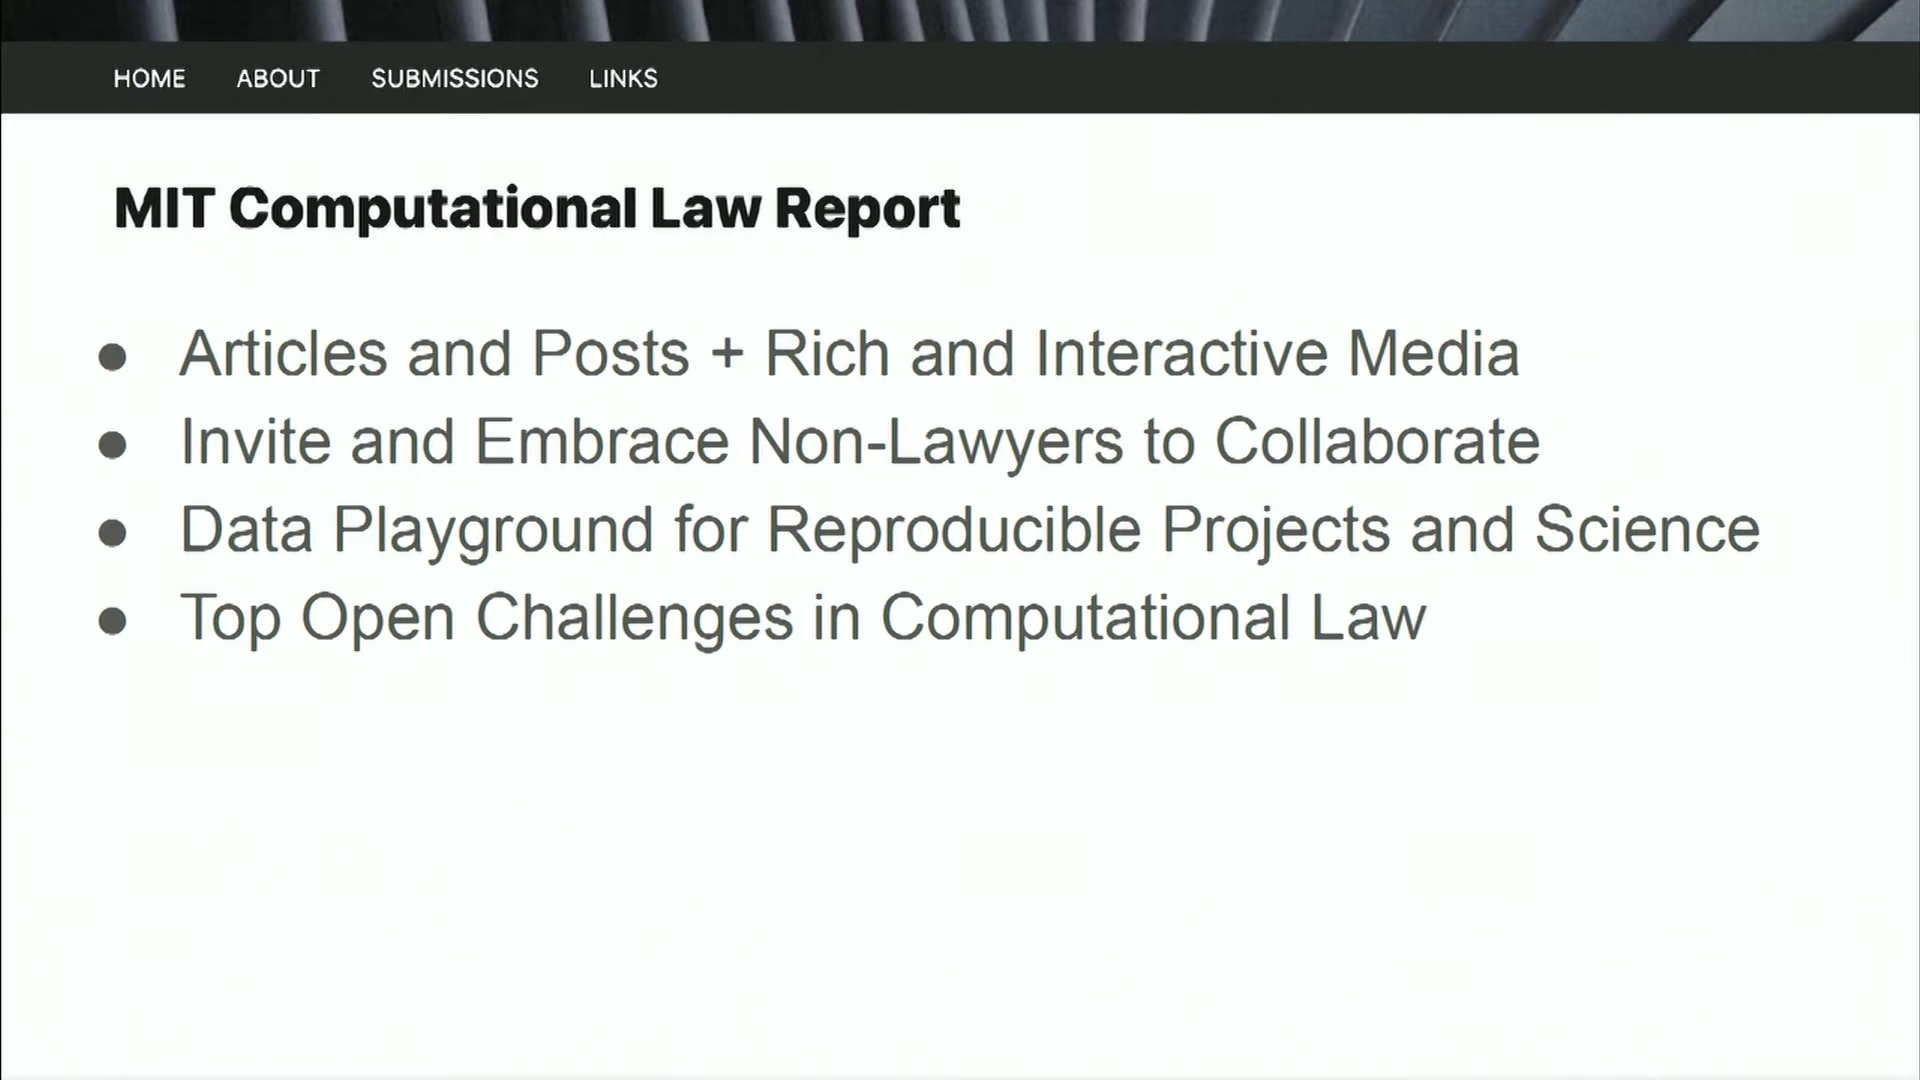 HOME ABOUT SUBMISSIONS LINKS
MIT Computational Law Report
● Articles and Posts + Rich and Interactive Media
● Invite and Embrace Non-Lawyers to Collaborate
● Data Playground for Reproducible Projects and Science
● Top Open Challenges in Computational Law